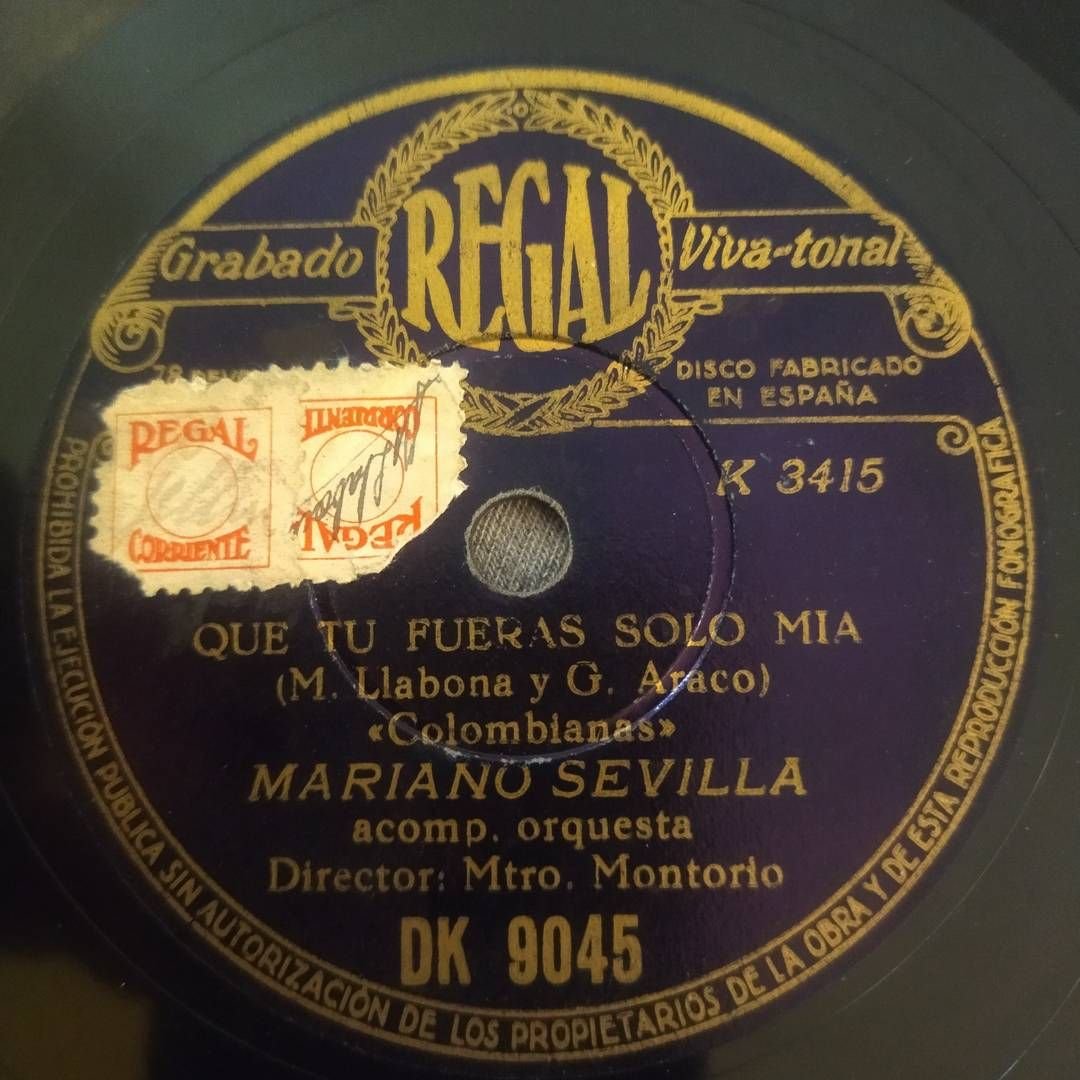 REGAL
Grabado
Viva-tonal
78
DISCO FABRICADO
EN ESPAÑA
K 3415
REGAL
CORRIENTE
REGAL
CORRIENTE
QUE TU FUERAS SOLO MIA
(M. Llabona y G. Araco)
«Colombianas»
MARIANO SEVILLA
acomp. orquesta
Director: Mtro. Montorio
DK 9045
PROHIBIDA LA EJECUCIÓN PUBLICA SIN AUTORIZACIÓN DE LOS PROPIETARIOS DE LA OBRA Y DE ESTA REPRODUCCIÓN FONOGRAFICA